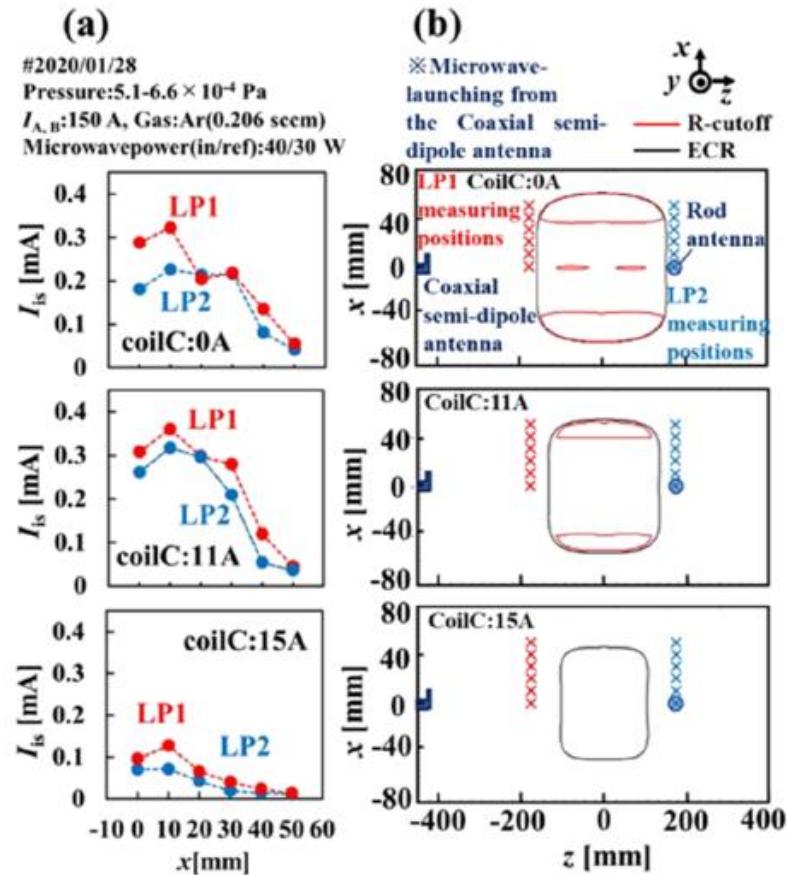 (a)
#2020/01/28
Pressure:5.1-6.6 × 10⁻⁴ Pa
I_A, B:150 A, Gas:Ar(0.206 sccm)
Microwavepower(in/ref):40/30 W
0.4
0.3
0.2
0.1
0
I_is [mA]
LP1
LP2
coilC:0A
0.4
0.3
0.2
0.1
0
I_is [mA]
LP1
LP2
coilC:11A
0.4
0.3
0.2
0.1
0
I_is [mA]
coilC:15A
LP1
LP2
-10 0 10 20 30 40 50 60
x[mm]
(b)
※Microwave-
launching from
the Coaxial semi-
dipole antenna
x
y
z
R-cutoff
ECR
80
40
0
-40
-80
x [mm]
LP1 CoilC:0A
measuring
positions
Rod
antenna
Coaxial
semi-dipole
antenna
LP2
measuring
positions
80
40
0
-40
-80
x [mm]
CoilC:11A
80
40
0
-40
-80
x [mm]
CoilC:15A
-400 -200 0 200 400
z [mm]